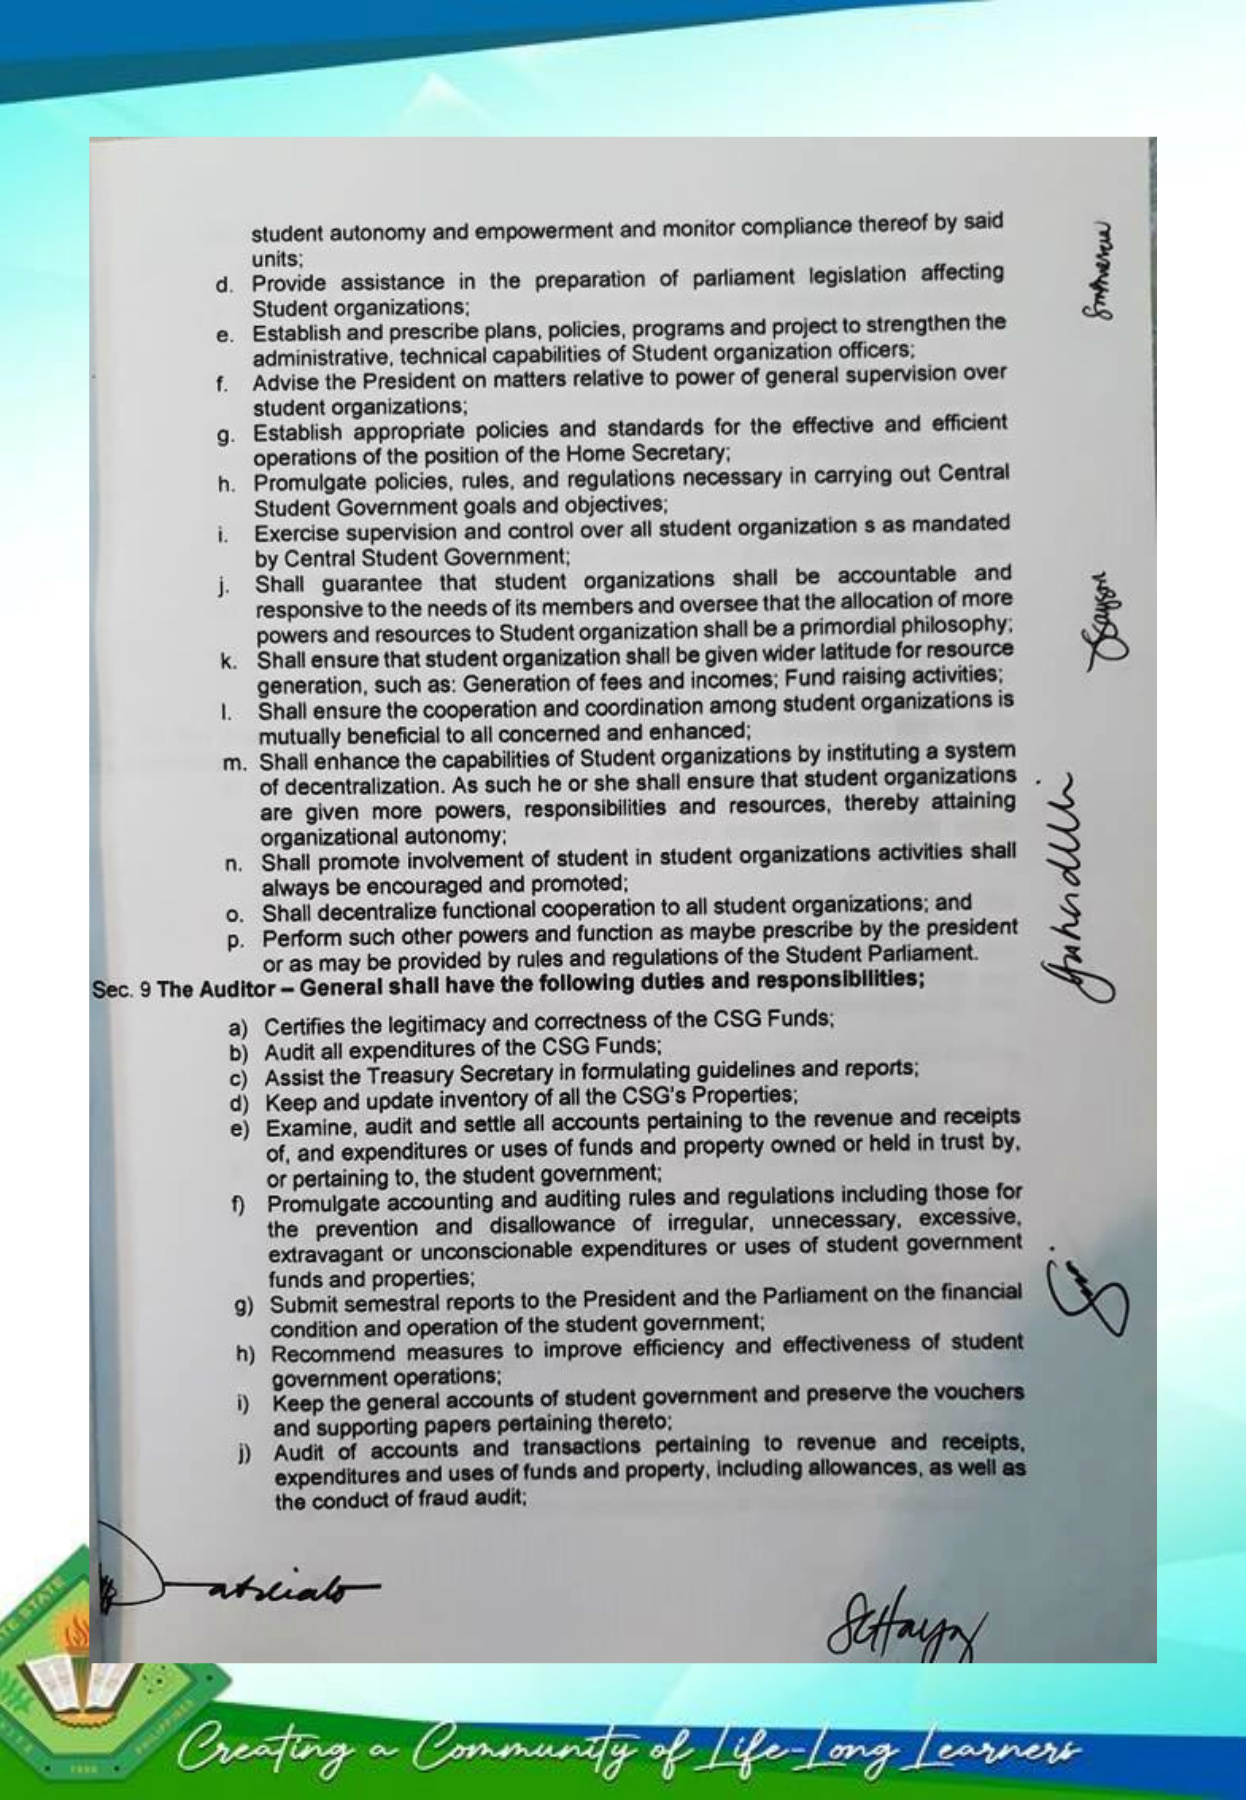 student autonomy and empowerment and monitor compliance thereof by said
units;
d. Provide assistance in the preparation of parliament legislation affecting
Student organizations;
e. Establish and prescribe plans, policies, programs and project to strengthen the
administrative, technical capabilities of Student organization officers;
f. Advise the President on matters relative to power of general supervision over
student organizations;
g. Establish appropriate policies and standards for the effective and efficient
operations of the position of the Home Secretary;
h. Promulgate policies, rules, and regulations necessary in carrying out Central
Student Government goals and objectives;
i. Exercise supervision and control over all student organization s as mandated
by Central Student Government;
j. Shall guarantee that student organizations shall be accountable and
responsive to the needs of its members and oversee that the allocation of more
powers and resources to Student organization shall be a primordial philosophy;
k. Shall ensure that student organization shall be given wider latitude for resource
generation, such as: Generation of fees and incomes; Fund raising activities;
l. Shall ensure the cooperation and coordination among student organizations is
mutually beneficial to all concerned and enhanced;
m. Shall enhance the capabilities of Student organizations by instituting a system
of decentralization. As such he or she shall ensure that student organizations
are given more powers, responsibilities and resources, thereby attaining
organizational autonomy;
n. Shall promote involvement of student in student organizations activities shall
always be encouraged and promoted;
o. Shall decentralize functional cooperation to all student organizations; and
p. Perform such other powers and function as maybe prescribe by the president
or as may be provided by rules and regulations of the Student Parliament.
Sec. 9 The Auditor – General shall have the following duties and responsibilities;
a) Certifies the legitimacy and correctness of the CSG Funds;
b) Audit all expenditures of the CSG Funds;
c) Assist the Treasury Secretary in formulating guidelines and reports;
d) Keep and update inventory of all the CSG's Properties;
e) Examine, audit and settle all accounts pertaining to the revenue and receipts
of, and expenditures or uses of funds and property owned or held in trust by,
or pertaining to, the student government;
f) Promulgate accounting and auditing rules and regulations including those for
the prevention and disallowance of irregular, unnecessary, excessive,
extravagant or unconscionable expenditures or uses of student government
funds and properties;
g) Submit semestral reports to the President and the Parliament on the financial
condition and operation of the student government;
h) Recommend measures to improve efficiency and effectiveness of student
government operations;
i) Keep the general accounts of student government and preserve the vouchers
and supporting papers pertaining thereto;
j) Audit of accounts and transactions pertaining to revenue and receipts,
expenditures and uses of funds and property, including allowances, as well as
the conduct of fraud audit;
Creating a Community of Life-Long Learners